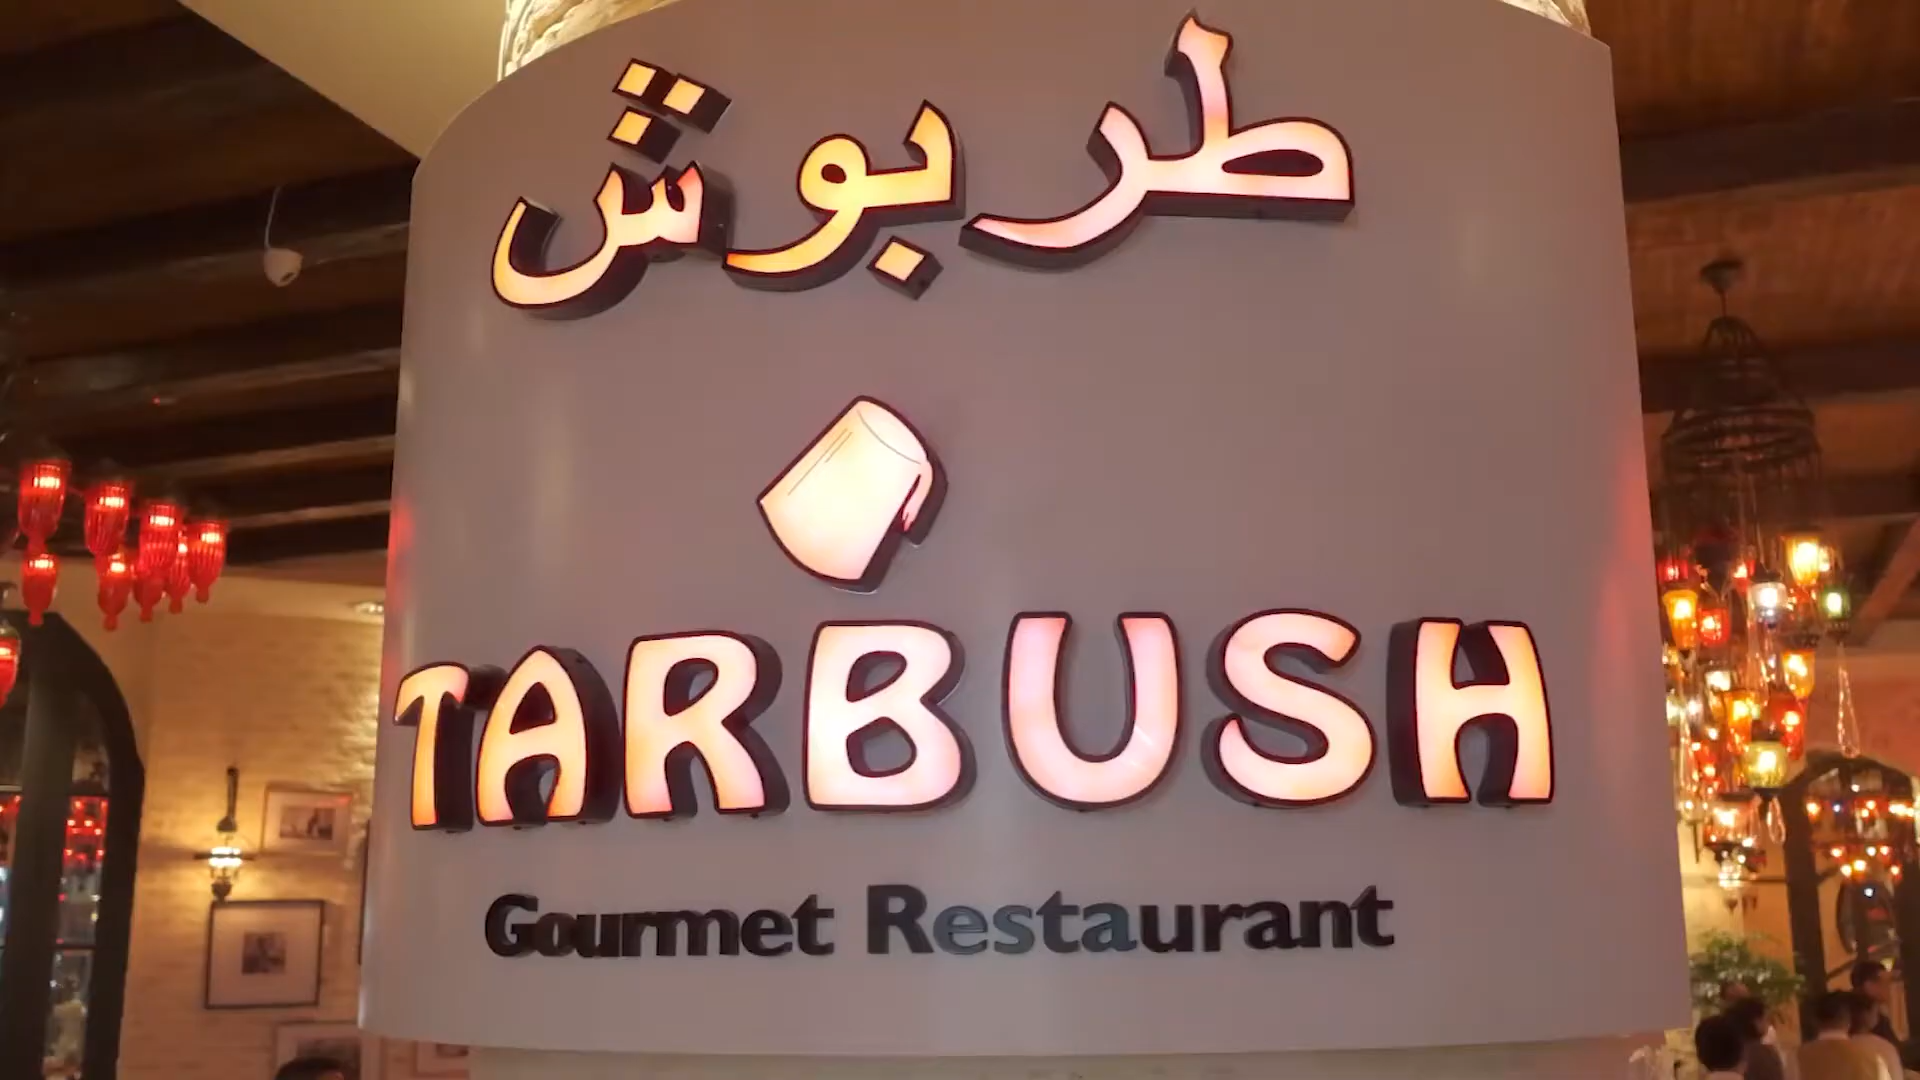 طربوش
TARBUSH
Gourmet Restaurant